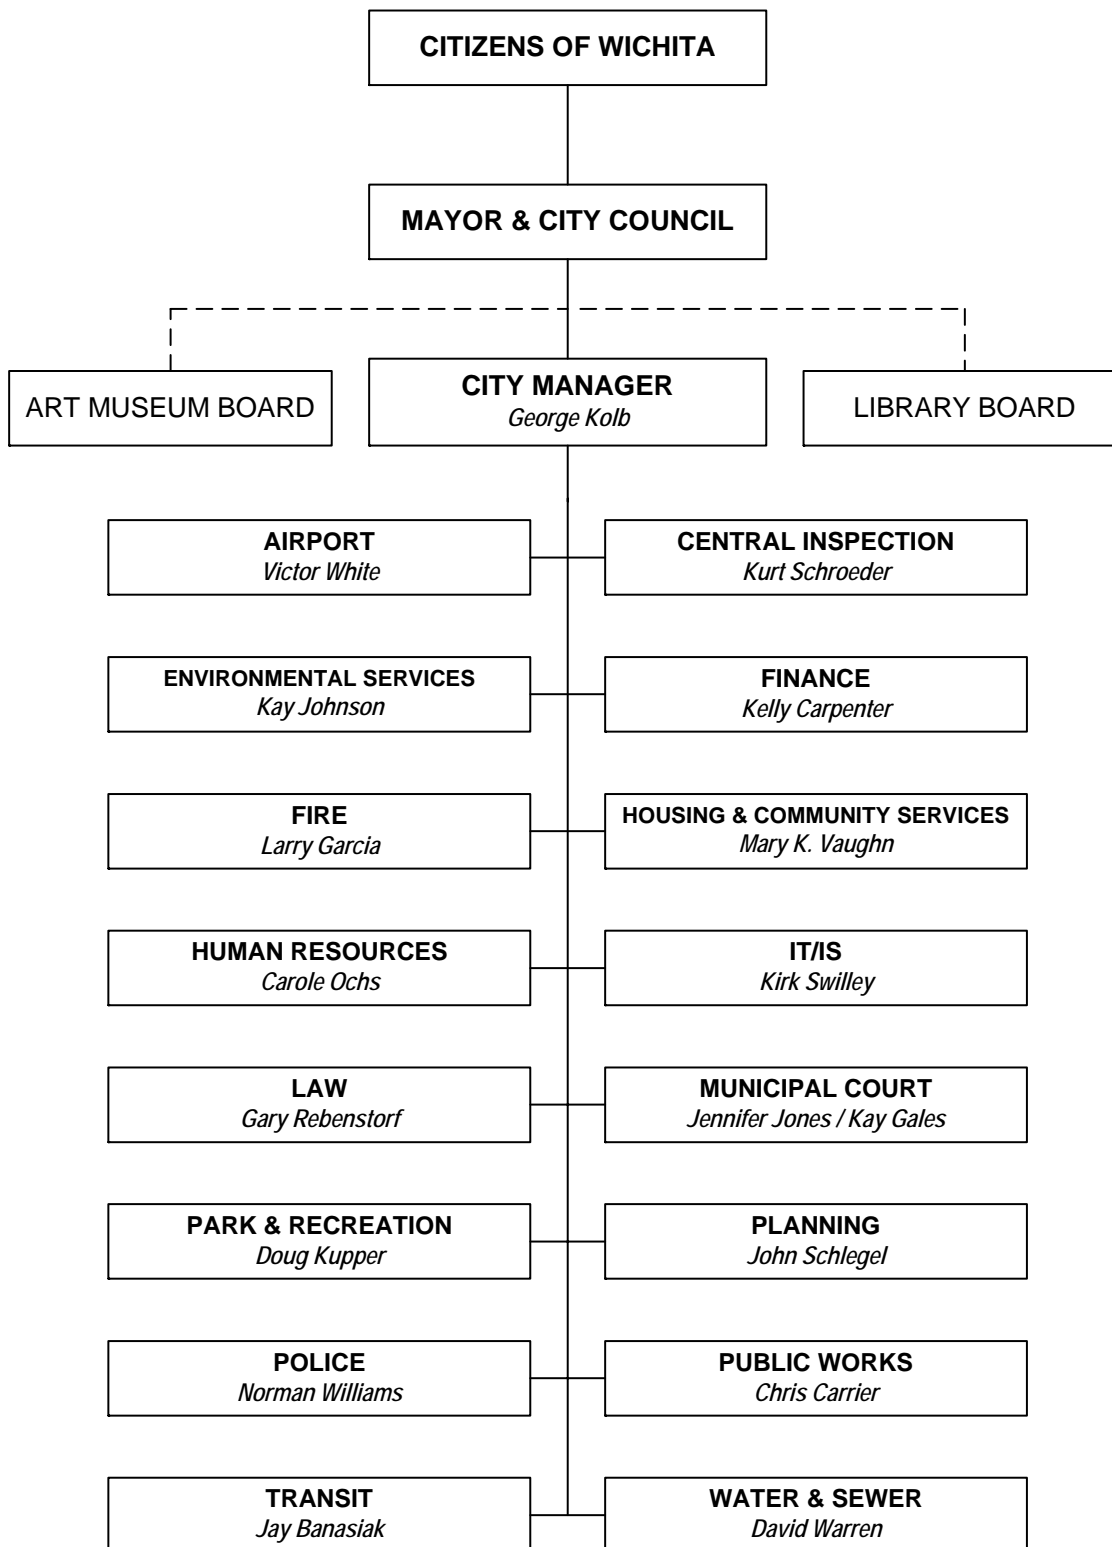 CITIZENS OF WICHITA
MAYOR & CITY COUNCIL
ART MUSEUM BOARD
CITY MANAGER
George Kolb
LIBRARY BOARD
AIRPORT
Victor White
CENTRAL INSPECTION
Kurt Schroeder
ENVIRONMENTAL SERVICES
Kay Johnson
FINANCE
Kelly Carpenter
FIRE
Larry Garcia
HOUSING & COMMUNITY SERVICES
Mary K. Vaughn
HUMAN RESOURCES
Carole Ochs
IT/IS
Kirk Swilley
LAW
Gary Rebenstorf
MUNICIPAL COURT
Jennifer Jones / Kay Gales
PARK & RECREATION
Doug Kupper
PLANNING
John Schlegel
POLICE
Norman Williams
PUBLIC WORKS
Chris Carrier
TRANSIT
Jay Banasiak
WATER & SEWER
David Warren